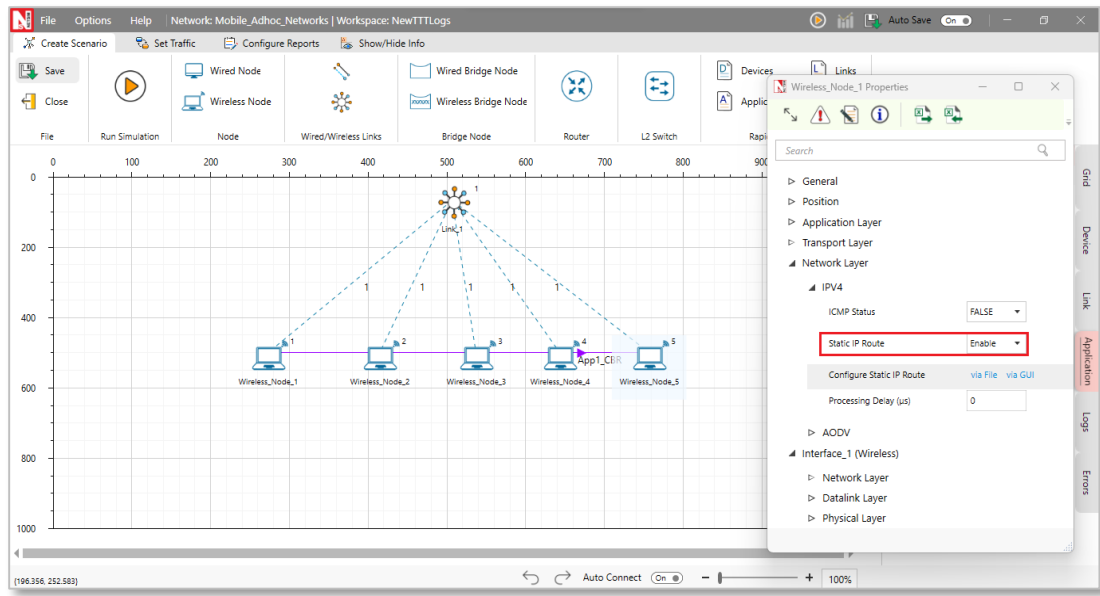 File Options Help Network: Mobile_Adhoc_Networks | Workspace: NewTTTLogs Auto Save On
Create Scenario Set Traffic Configure Reports Show/Hide Info
Save Wired Node Wired Bridge Node Devices Links
Close Wireless Node Wireless Bridge Node Applic
File Run Simulation Node Wired/Wireless Links Bridge Node Router L2 Switch Rapi
0 100 200 300 400 500 600 700 800 900
0
200
400
600
800
1000
1
Link_1
1 1 1 1 1
1 2 3 4 5
App1_CBR
Wireless_Node_1 Wireless_Node_2 Wireless_Node_3 Wireless_Node_4 Wireless_Node_5
Wireless_Node_1 Properties
Search
General
Position
Application Layer
Transport Layer
Network Layer
IPV4
ICMP Status FALSE
Static IP Route Enable
Configure Static IP Route via File via GUI
Processing Delay (µs) 0
AODV
Interface_1 (Wireless)
Network Layer
Datalink Layer
Physical Layer
Grid
Device
Link
Application
Logs
Errors
(196.356, 252.583) Auto Connect On 100%